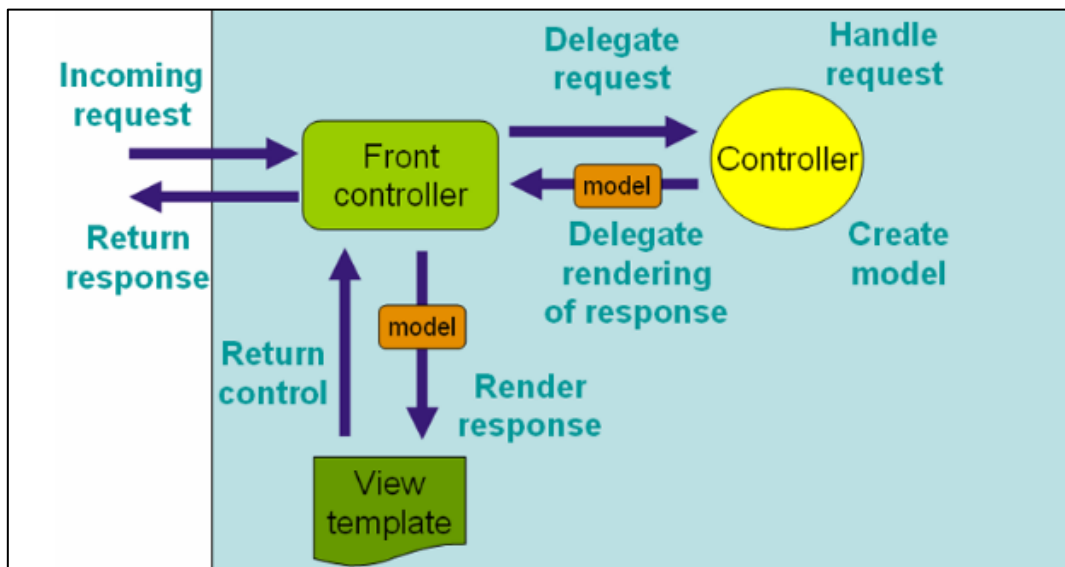 Incoming
request
Return
response
Front
controller
Delegate
request
Handle
request
Controller
model
Delegate
rendering
of response
Create
model
model
Return
control
Render
response
View
template